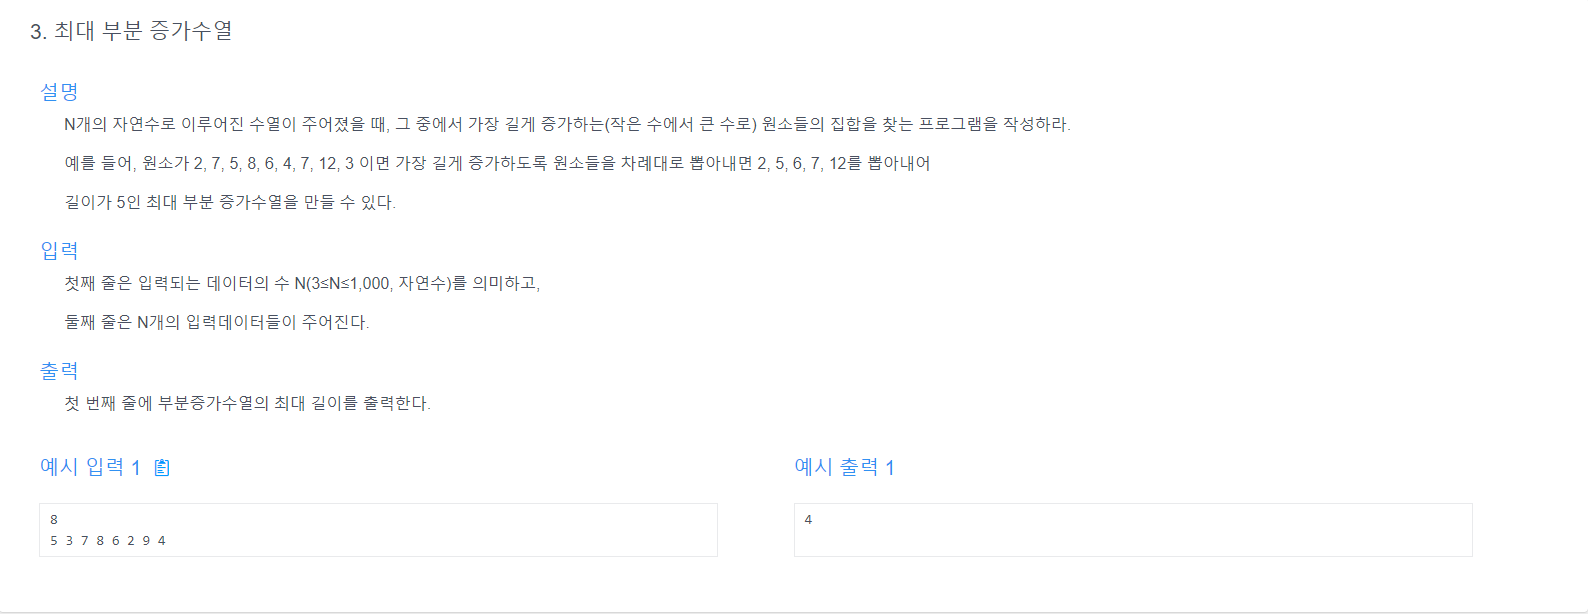 3. 최대 부분 증가수열
설명
N개의 자연수로 이루어진 수열이 주어졌을 때, 그 중에서 가장 길게 증가하는(작은 수에서 큰 수로) 원소들의 집합을 찾는 프로그램을 작성하라.
예를 들어, 원소가 2, 7, 5, 8, 6, 4, 7, 12, 3 이면 가장 길게 증가하도록 원소들을 차례대로 뽑아내면 2, 5, 6, 7, 12를 뽑아내어
길이가 5인 최대 부분 증가수열을 만들 수 있다.
입력
첫째 줄은 입력되는 데이터의 수 N(3≤N≤1,000, 자연수)를 의미하고,
둘째 줄은 N개의 입력데이터들이 주어진다.
출력
첫 번째 줄에 부분증가수열의 최대 길이를 출력한다.
예시 입력 1
8
5 3 7 8 6 2 9 4
예시 출력 1
4